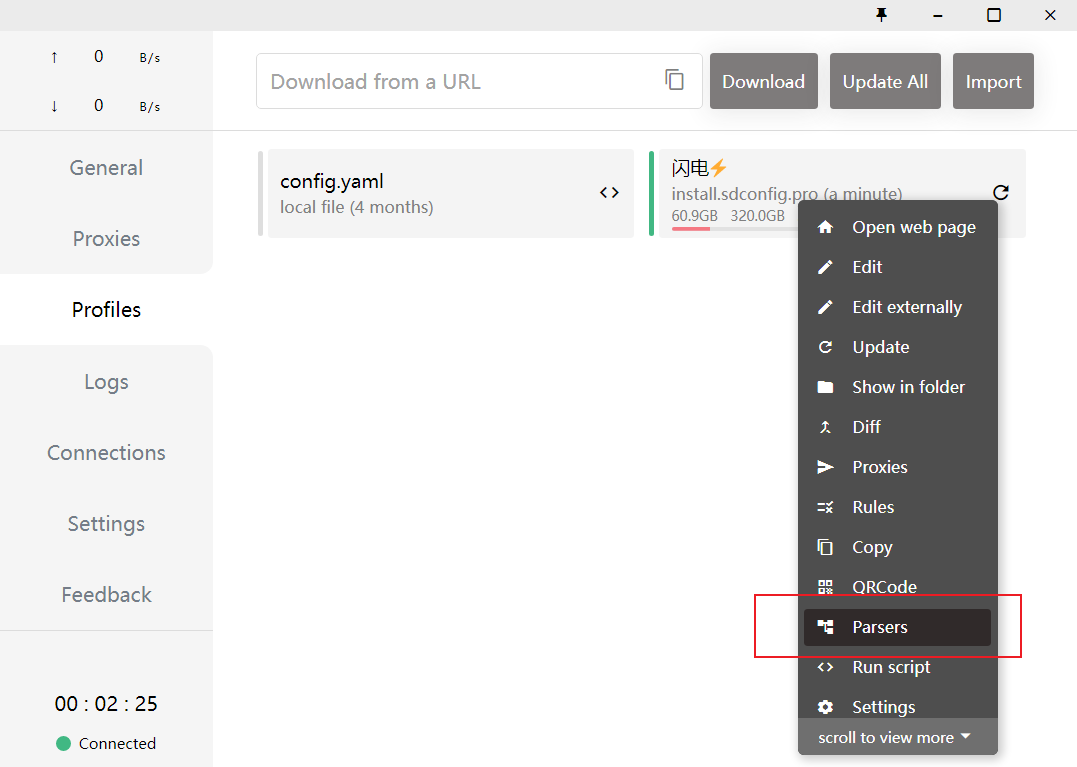 ↑ 0 B/s
↓ 0 B/s
General
Proxies
Profiles
Logs
Connections
Settings
Feedback
00 : 02 : 25
Connected
Download from a URL
Download
Update All
Import
config.yaml
local file (4 months)
闪电⚡
install.sdconfig.pro (a minute)
60.9GB 320.0GB
Open web page
Edit
Edit externally
Update
Show in folder
Diff
Proxies
Rules
Copy
QRCode
Parsers
Run script
Settings
scroll to view more